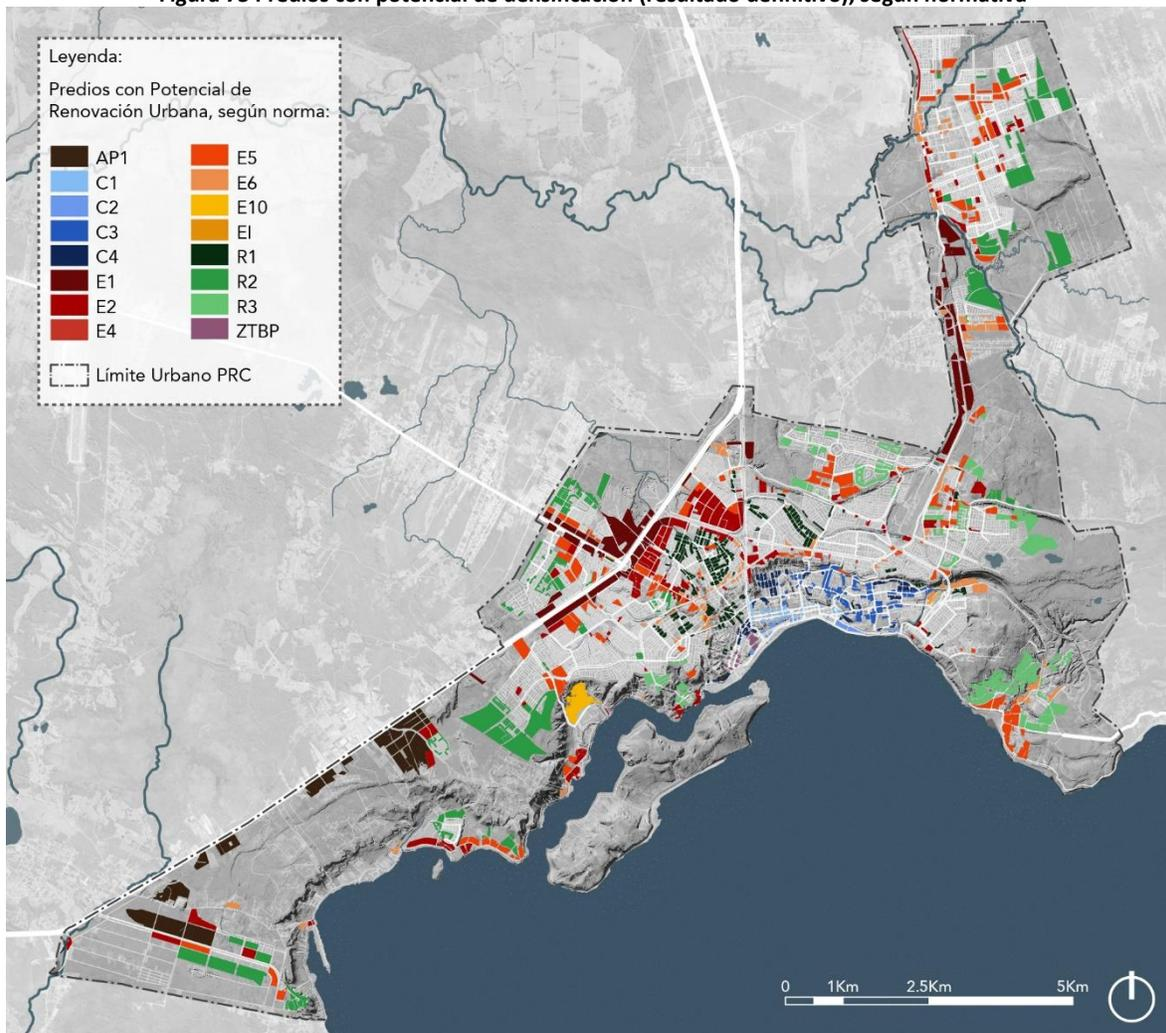 Leyenda:
Predios con Potencial de
Renovación Urbana, según norma:
AP1
C1
C2
C3
C4
E1
E2
E4
E5
E6
E10
EI
R1
R2
R3
ZTBP
Límite Urbano PRC
0 1Km 2.5Km 5Km